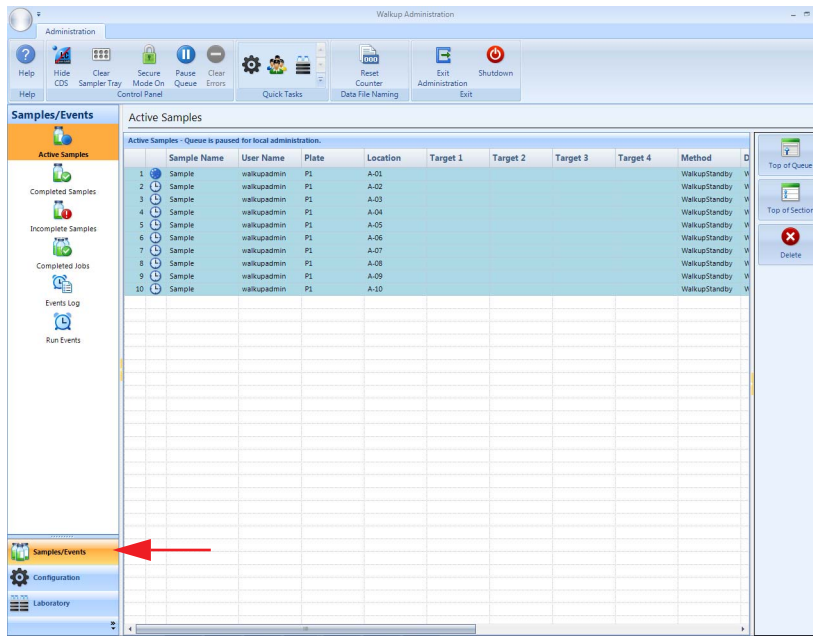 Walkup Administration
Administration
Help
Hide CDS
Clear Sampler Tray
Secure Mode On
Pause Queue
Clear Errors
Reset Counter
Exit Administration
Shutdown
Help
Control Panel
Quick Tasks
Data File Naming
Exit
Samples/Events
Active Samples
Completed Samples
Incomplete Samples
Completed Jobs
Events Log
Run Events
Samples/Events
Configuration
Laboratory
Active Samples
Active Samples - Queue is paused for local administration.
Sample Name User Name Plate Location Target 1 Target 2 Target 3 Target 4 Method D
1 Sample walkupadmin P1 A-01 WalkupStandby W
2 Sample walkupadmin P1 A-02 WalkupStandby W
3 Sample walkupadmin P1 A-03 WalkupStandby W
4 Sample walkupadmin P1 A-04 WalkupStandby W
5 Sample walkupadmin P1 A-05 WalkupStandby W
6 Sample walkupadmin P1 A-06 WalkupStandby W
7 Sample walkupadmin P1 A-07 WalkupStandby W
8 Sample walkupadmin P1 A-08 WalkupStandby W
9 Sample walkupadmin P1 A-09 WalkupStandby W
10 Sample walkupadmin P1 A-10 WalkupStandby W
Top of Queue
Top of Section
Delete